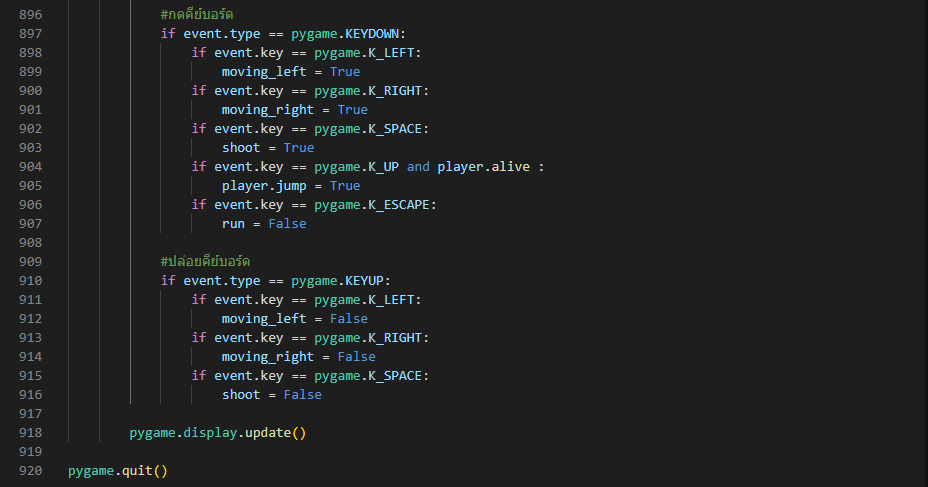 896 #กดคีย์บอร์ด
897 if event.type == pygame.KEYDOWN:
898 if event.key == pygame.K_LEFT:
899 moving_left = True
900 if event.key == pygame.K_RIGHT:
901 moving_right = True
902 if event.key == pygame.K_SPACE:
903 shoot = True
904 if event.key == pygame.K_UP and player.alive :
905 player.jump = True
906 if event.key == pygame.K_ESCAPE:
907 run = False
908
909 #ปล่อยคีย์บอร์ด
910 if event.type == pygame.KEYUP:
911 if event.key == pygame.K_LEFT:
912 moving_left = False
913 if event.key == pygame.K_RIGHT:
914 moving_right = False
915 if event.key == pygame.K_SPACE:
916 shoot = False
917
918 pygame.display.update()
919
920 pygame.quit()